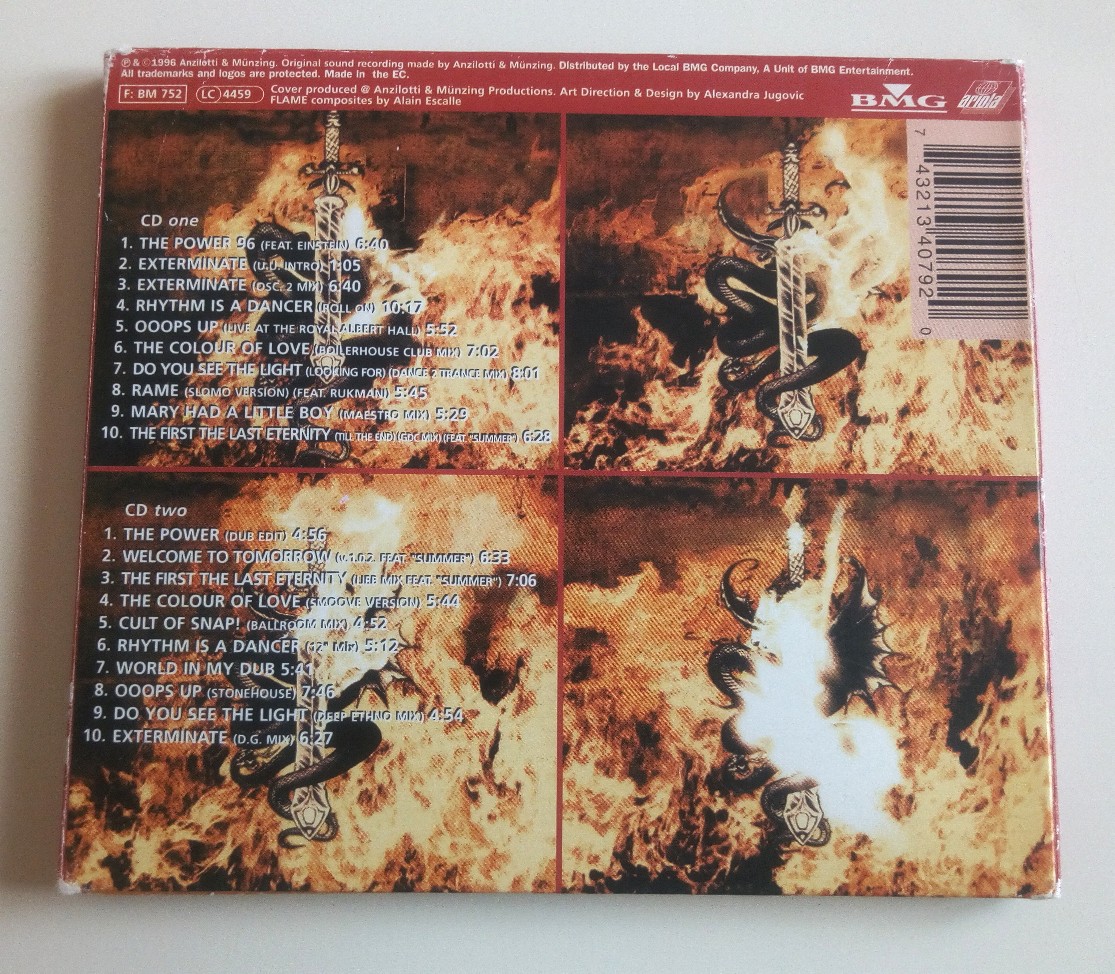 ℗ & © 1996 Anzilotti & Münzing. Original sound recording made by Anzilotti & Münzing. Distributed by the Local BMG Company, A Unit of BMG Entertainment.
All trademarks and logos are protected. Made in the EC.
F: BM 752 LC 4459 Cover produced @ Anzilotti & Münzing Productions. Art Direction & Design by Alexandra Jugovic
FLAME composites by Alain Escalle
BMG ariola
7 43213 40792 0
CD one
1. THE POWER 96 (FEAT. EINSTEIN) 6:40
2. EXTERMINATE (U.U. INTRO) 1:05
3. EXTERMINATE (OSC. 2 MIX) 6:40
4. RHYTHM IS A DANCER (ROLL ON) 10:17
5. OOOPS UP (LIVE AT THE ROYAL ALBERT HALL) 5:52
6. THE COLOUR OF LOVE (BOILERHOUSE CLUB MIX) 7:02
7. DO YOU SEE THE LIGHT (LOOKING FOR) (DANCE 2 TRANCE MIX) 8:01
8. RAME (SLOMO VERSION) (FEAT. RUKMANI) 5:45
9. MARY HAD A LITTLE BOY (MAESTRO MIX) 5:29
10. THE FIRST THE LAST ETERNITY (TILL THE END) (GDC MIX) (FEAT. "SUMMER") 6:28
CD two
1. THE POWER (DUB EDIT) 4:56
2. WELCOME TO TOMORROW (V.1.0.2. FEAT. "SUMMER") 6:33
3. THE FIRST THE LAST ETERNITY (UBB MIX FEAT. "SUMMER") 7:06
4. THE COLOUR OF LOVE (SMOOVE VERSION) 5:44
5. CULT OF SNAP! (BALLROOM MIX) 4:52
6. RHYTHM IS A DANCER (12" Mix) 5:12
7. WORLD IN MY DUB 5:41
8. OOOPS UP (STONEHOUSE) 7:46
9. DO YOU SEE THE LIGHT (DEEP ETHNO MIX) 4:54
10. EXTERMINATE (D.G. MIX) 6:27